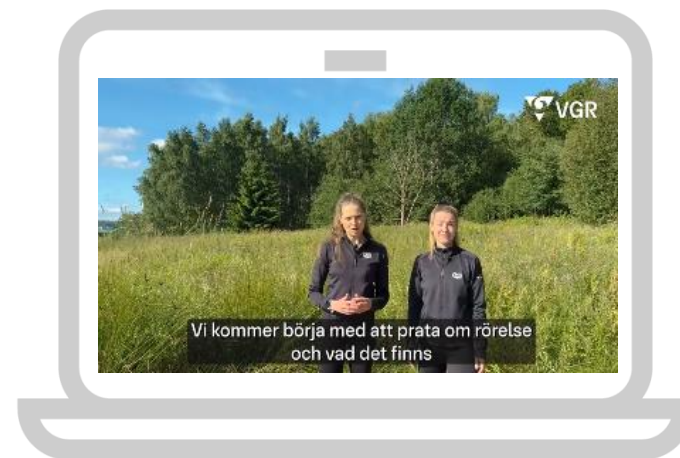 VGR
Vi kommer börja med att prata om rörelse
och vad det finns